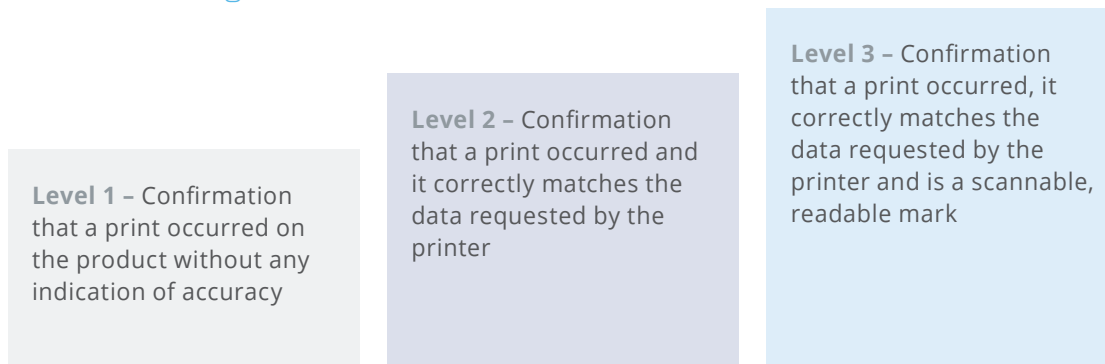 Level 1 – Confirmation
that a print occurred on
the product without any
indication of accuracy
Level 2 – Confirmation
that a print occurred and
it correctly matches the
data requested by the
printer
Level 3 – Confirmation
that a print occurred, it
correctly matches the
data requested by the
printer and is a scannable,
readable mark